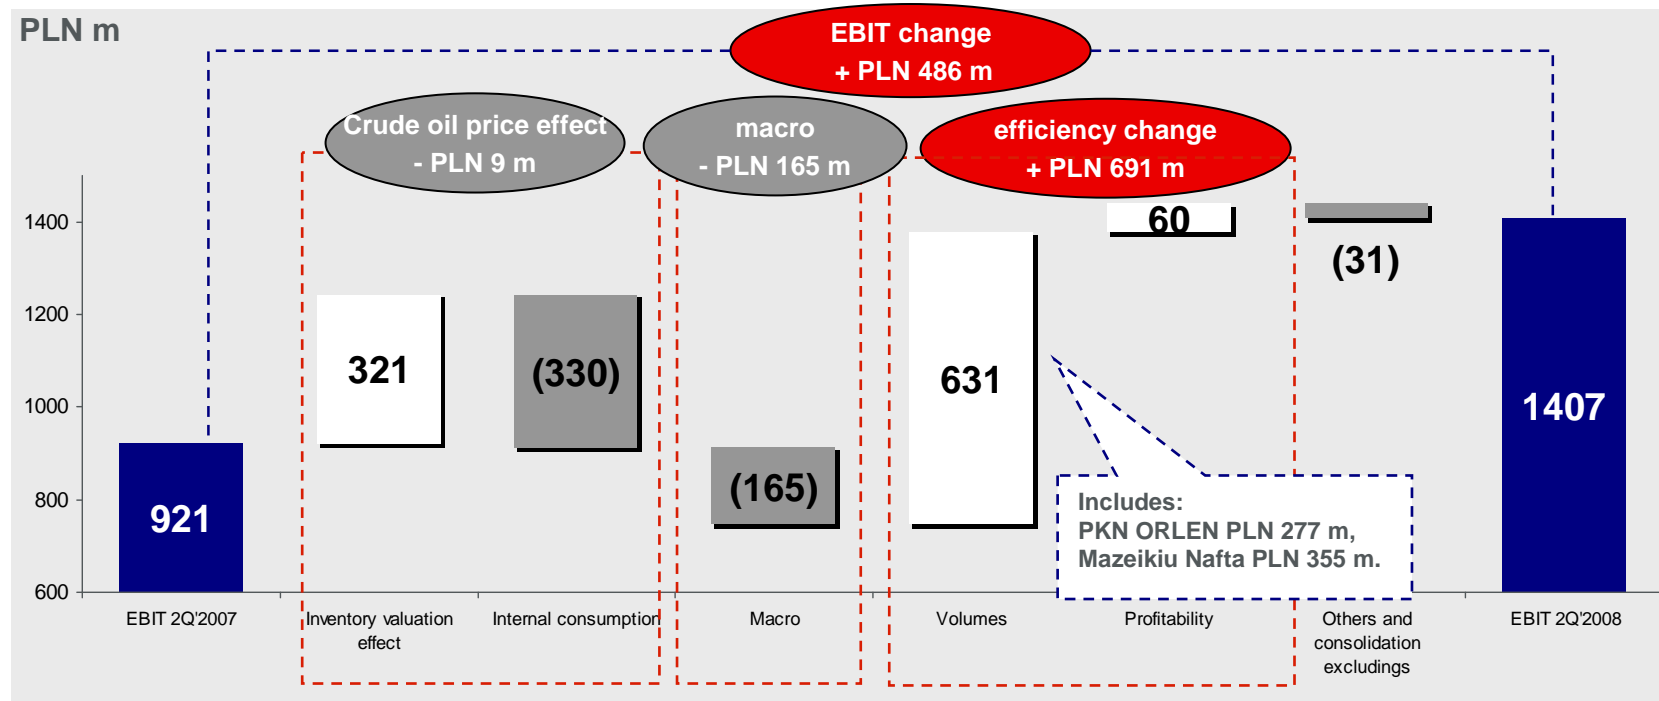 PLN m
EBIT change
+ PLN 486 m
Crude oil price effect
- PLN 9 m
macro
- PLN 165 m
efficiency change
+ PLN 691 m
1400
1200
1000
800
600
921
321
(330)
(165)
631
60
(31)
1407
Includes:
PKN ORLEN PLN 277 m,
Mazeikiu Nafta PLN 355 m.
EBIT 2Q'2007
Inventory valuation
effect
Internal consumption
Macro
Volumes
Profitability
Others and
consolidation
excludings
EBIT 2Q'2008